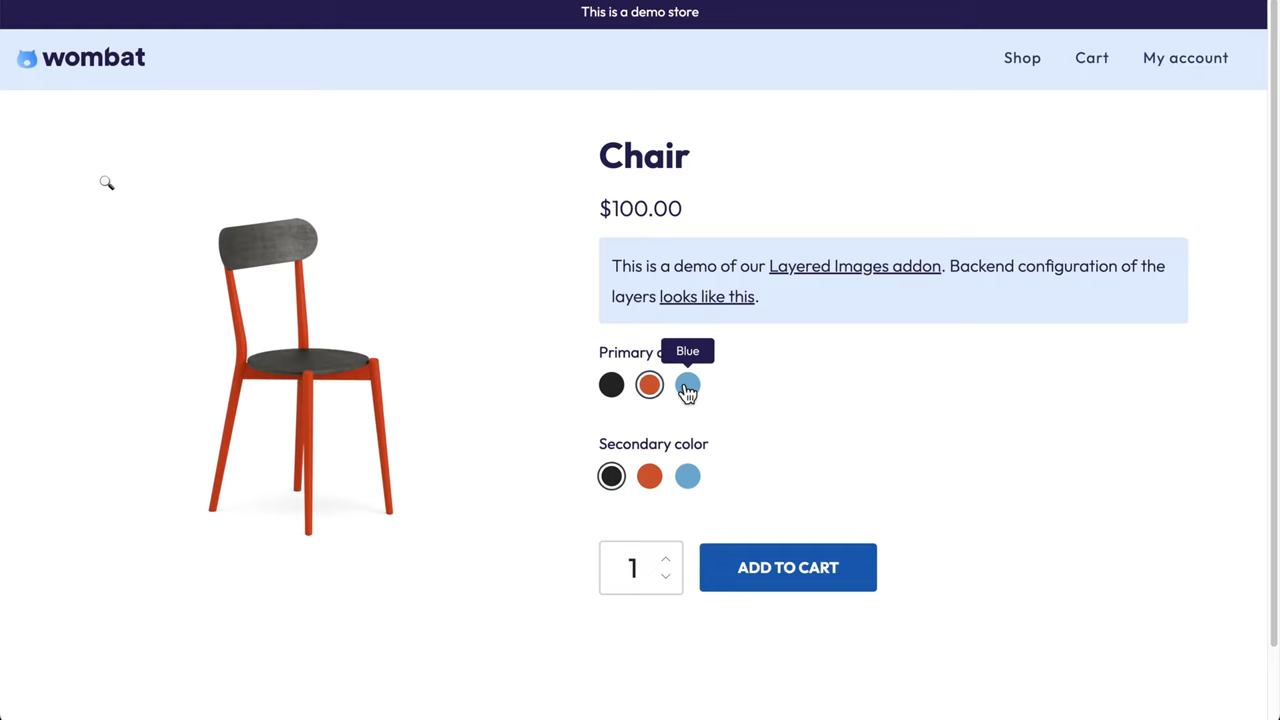 This is a demo store
wombat
Shop
Cart
My account
Chair
$100.00
This is a demo of our Layered Images addon. Backend configuration of the
layers looks like this.
Primary c
Blue
Secondary color
1
ADD TO CART